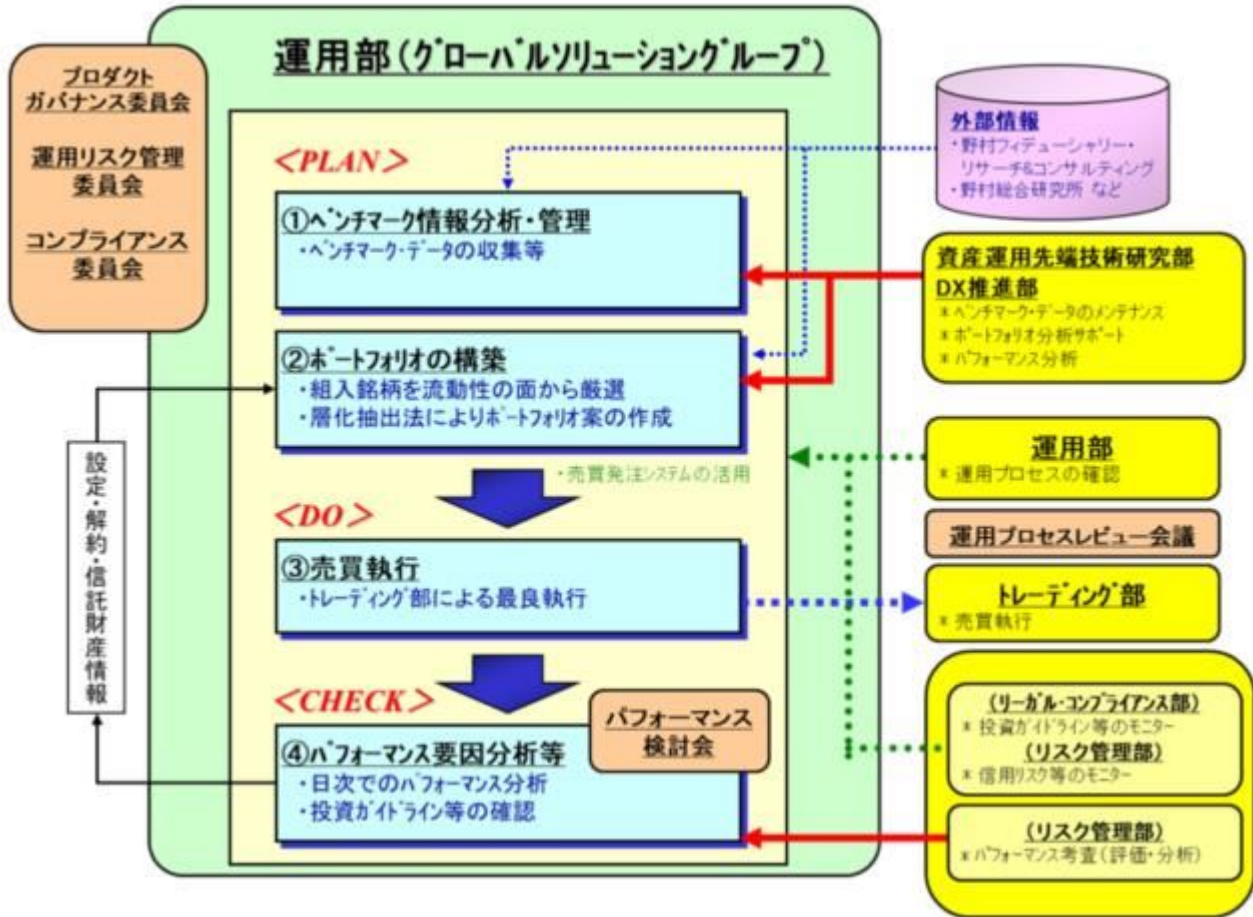 運用部(グローバルソリューショングループ)
プロダクト
ガバナンス委員会
運用リスク管理
委員会
コンプライアンス
委員会
<PLAN>
①ベンチマーク情報分析・管理
・ベンチマーク・データの収集等
②ポートフォリオの構築
・組入銘柄を流動性の面から厳選
・層化抽出法によりポートフォリオ案の作成
・売買発注システムの活用
<DO>
③売買執行
・トレーディング部による最良執行
<CHECK>
パフォーマンス
検討会
④パフォーマンス要因分析等
・日次でのパフォーマンス分析
・投資ガイドライン等の確認
設定・解約・信託財産情報
外部情報
・野村フィデューシャリー・
リサーチ&コンサルティング
・野村総合研究所 など
資産運用先端技術研究部
DX推進部
* ベンチマーク・データのメンテナンス
* ポートフォリオ分析サポート
* パフォーマンス分析
運用部
* 運用プロセスの確認
運用プロセスレビュー会議
トレーディング部
* 売買執行
(リーガル・コンプライアンス部)
* 投資ガイドライン等のモニター
(リスク管理部)
* 信用リスク等のモニター
(リスク管理部)
* パフォーマンス考査(評価・分析)